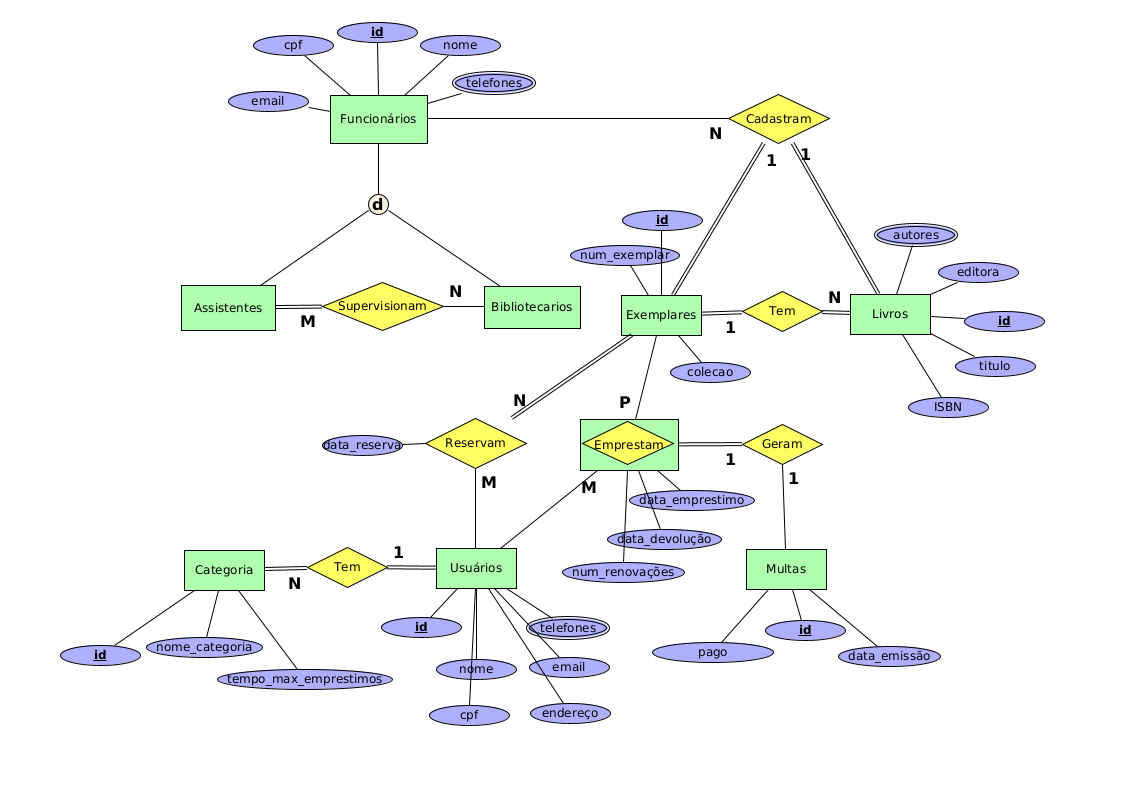 id
cpf
nome
telefones
email
Funcionários
Cadastram
N
1
1
d
id
autores
num_exemplar
editora
Assistentes
Supervisionam
N
Bibliotecarios
M
Exemplares
1
Tem
N
Livros
id
titulo
colecao
ISBN
N
P
data_reserva
Reservam
Emprestam
1
Geram
1
M
M
data_emprestimo
data_devolução
num_renovações
Categoria
N
Tem
1
Usuários
Multas
id
telefones
id
nome_categoria
nome
email
pago
data_emissão
id
tempo_max_emprestimos
cpf
endereço